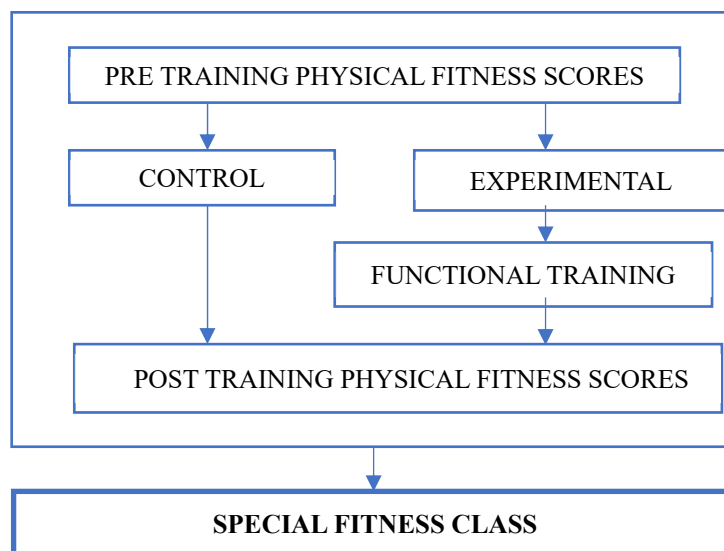 PRE TRAINING PHYSICAL FITNESS SCORES
CONTROL
EXPERIMENTAL
FUNCTIONAL TRAINING
POST TRAINING PHYSICAL FITNESS SCORES
SPECIAL FITNESS CLASS